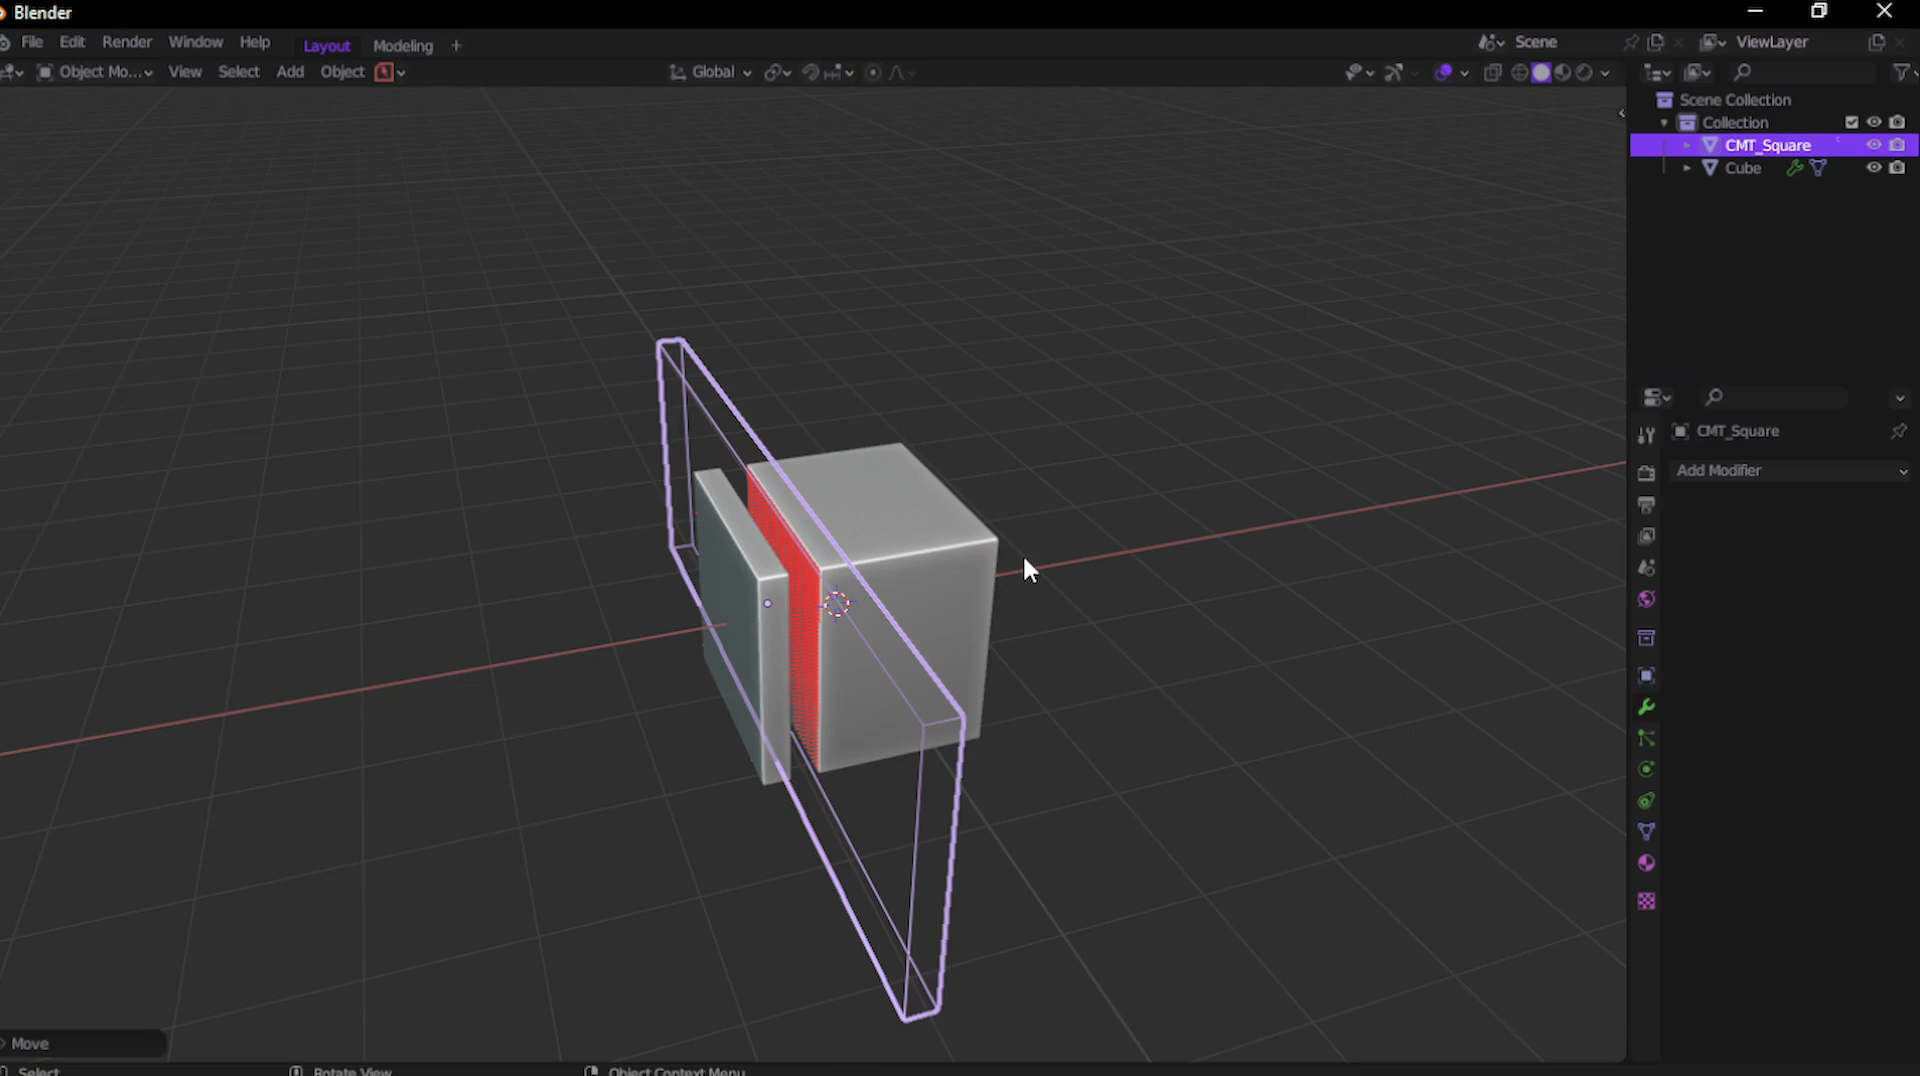 Blender
File Edit Render Window Help Layout Modeling + Scene ViewLayer
Object Mo... View Select Add Object Global
Scene Collection
Collection
CMT_Square
Cube
CMT_Square
Add Modifier
Move
Select Rotate View Object Context Menu